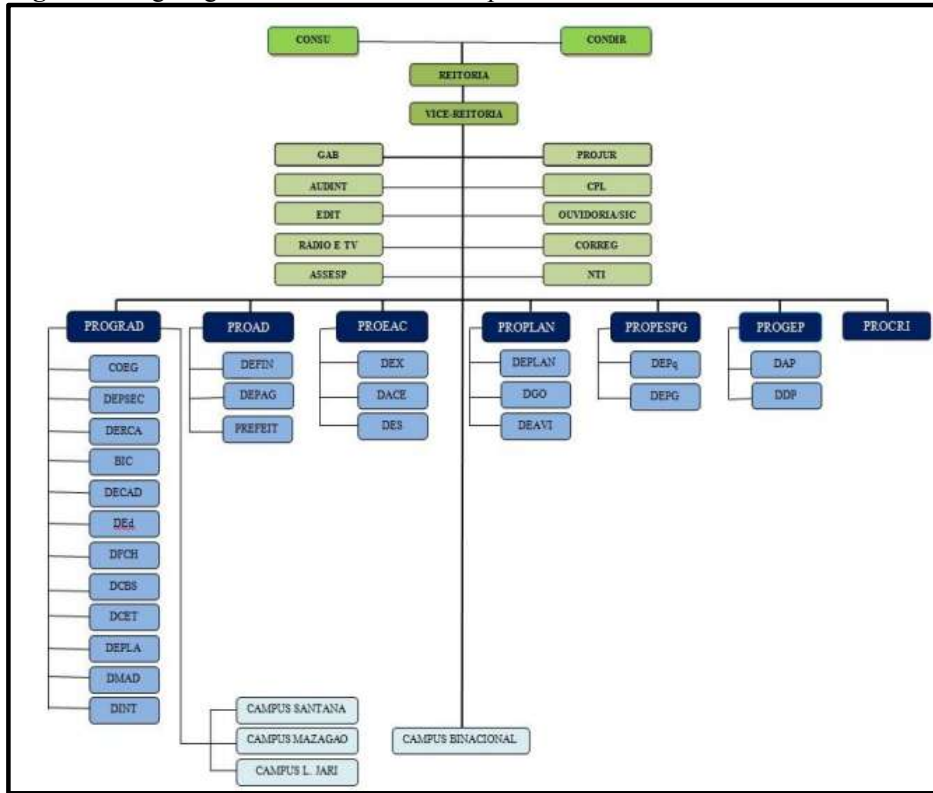 CONSU
CONDIR
REITORIA
VICE-REITORIA
GAB
PROJUR
AUDINT
CPL
EDIT
OUVIDORIA/SIC
RADIO E TV
CORREG
ASSESP
NTI
PROGRAD
PROAD
PROEAC
PROPLAN
PROPESPG
PROGEP
PROCRI
COEG
DEPSEC
DERCA
BIC
DECAD
DEd
DFCH
DCBS
DCET
DEPLA
DMAD
DINT
DEFIN
DEPAG
PREFEIT
DEX
DACE
DES
DEPLAN
DGO
DEAVI
DEPq
DEPG
DAP
DDP
CAMPUS SANTANA
CAMPUS MAZAGAO
CAMPUS L. JARI
CAMPUS BINACIONAL